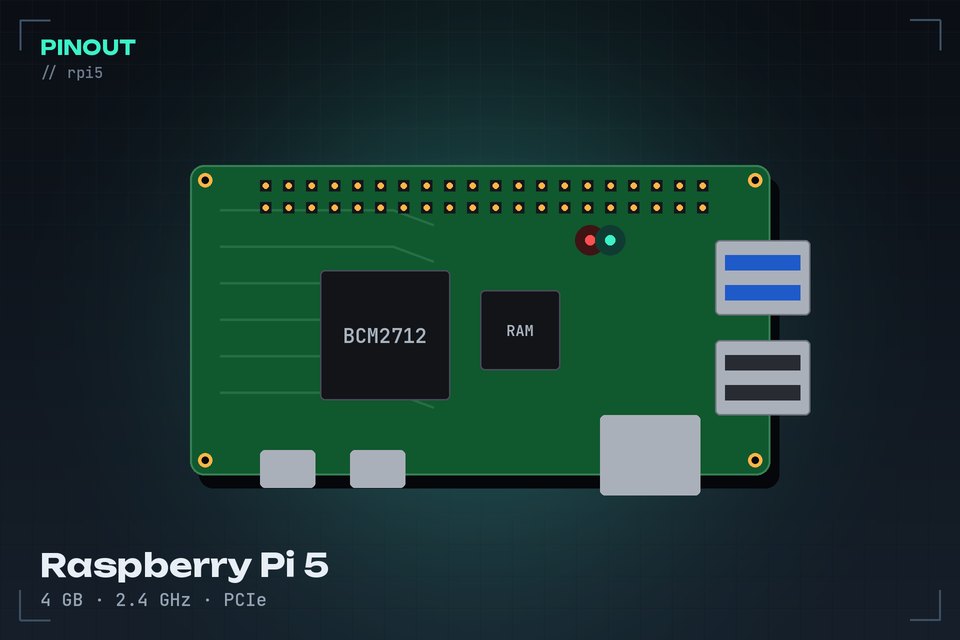 PINOUT
// rpi5
BCM2712
RAM
Raspberry Pi 5
4 GB · 2.4 GHz · PCIe